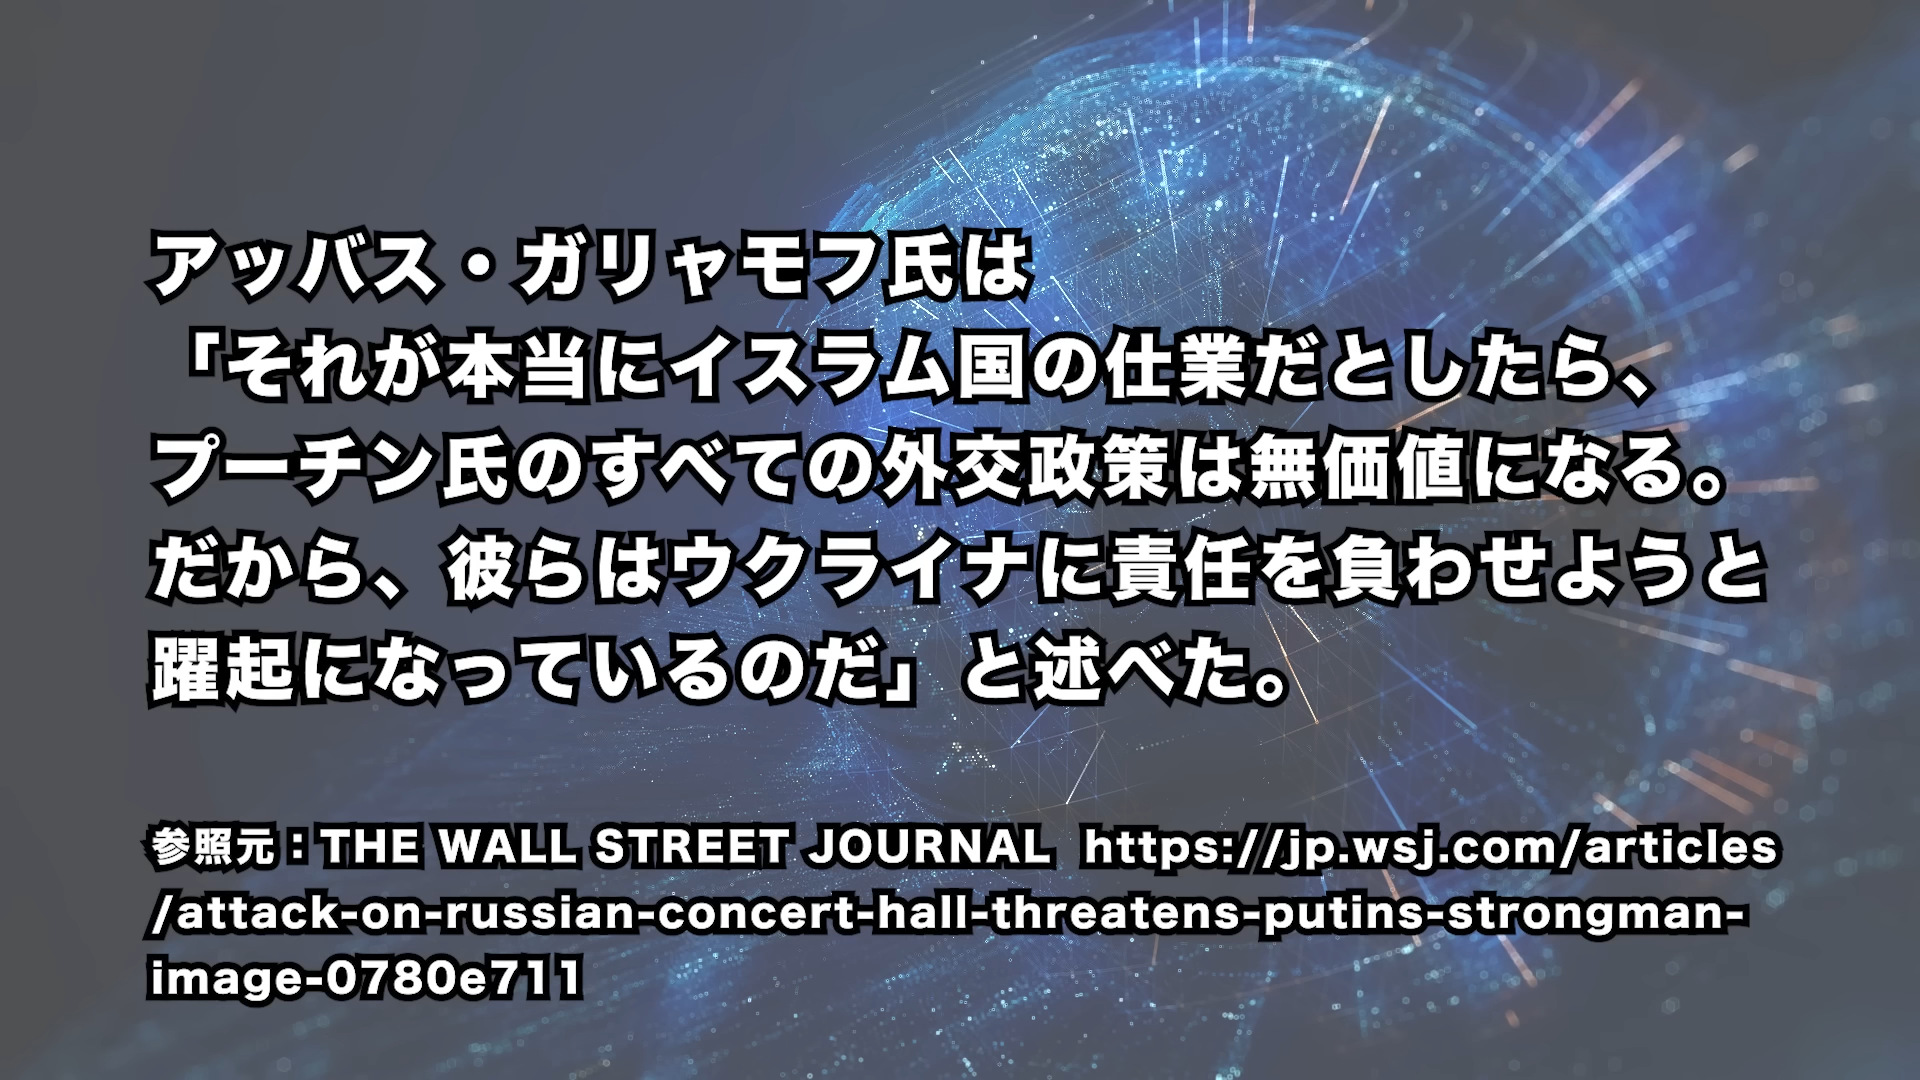 アッバス・ガリャモフ氏は
「それが本当にイスラム国の仕業だとしたら、
プーチン氏のすべての外交政策は無価値になる。
だから、彼らはウクライナに責任を負わせようと
躍起になっているのだ」と述べた。
参照元：THE WALL STREET JOURNAL https://jp.wsj.com/articles
/attack-on-russian-concert-hall-threatens-putins-strongman-
image-0780e711